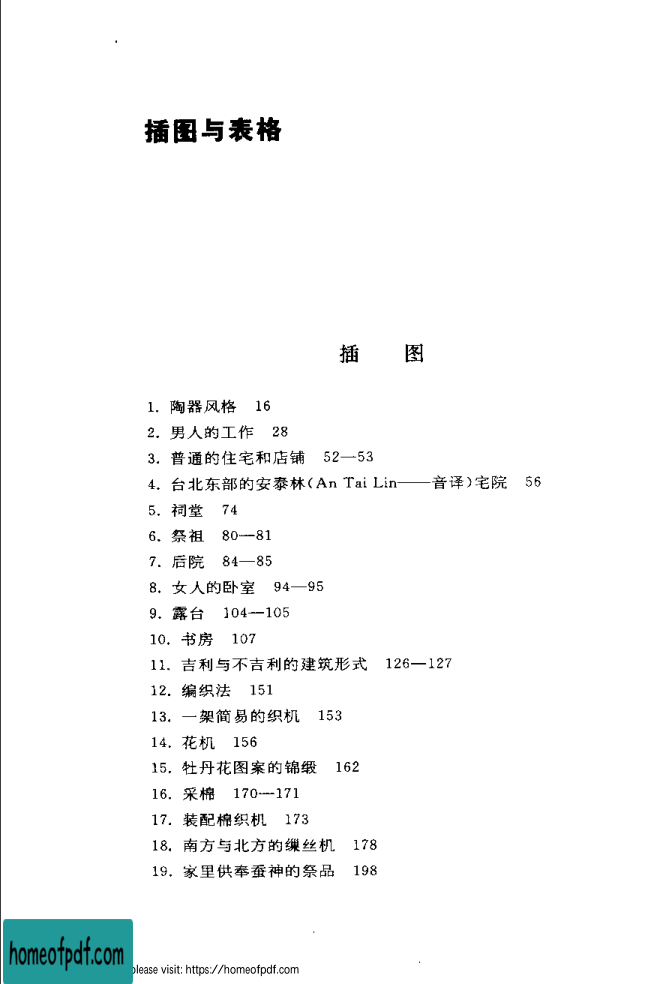 插图与表格
插 图
1. 陶器风格 16
2. 男人的工作 28
3. 普通的住宅和店铺 52—53
4. 台北东部的安泰林(An Tai Lin——音译)宅院 56
5. 祠堂 74
6. 祭祖 80—81
7. 后院 84—85
8. 女人的卧室 94—95
9. 露台 104—105
10. 书房 107
11. 吉利与不吉利的建筑形式 126—127
12. 编织法 151
13. 一架简易的织机 153
14. 花机 156
15. 牡丹花图案的锦缎 162
16. 采棉 170—171
17. 装配棉织机 173
18. 南方与北方的缫丝机 178
19. 家里供奉蚕神的祭品 198
homeofpdf.com
please visit: https://homeofpdf.com